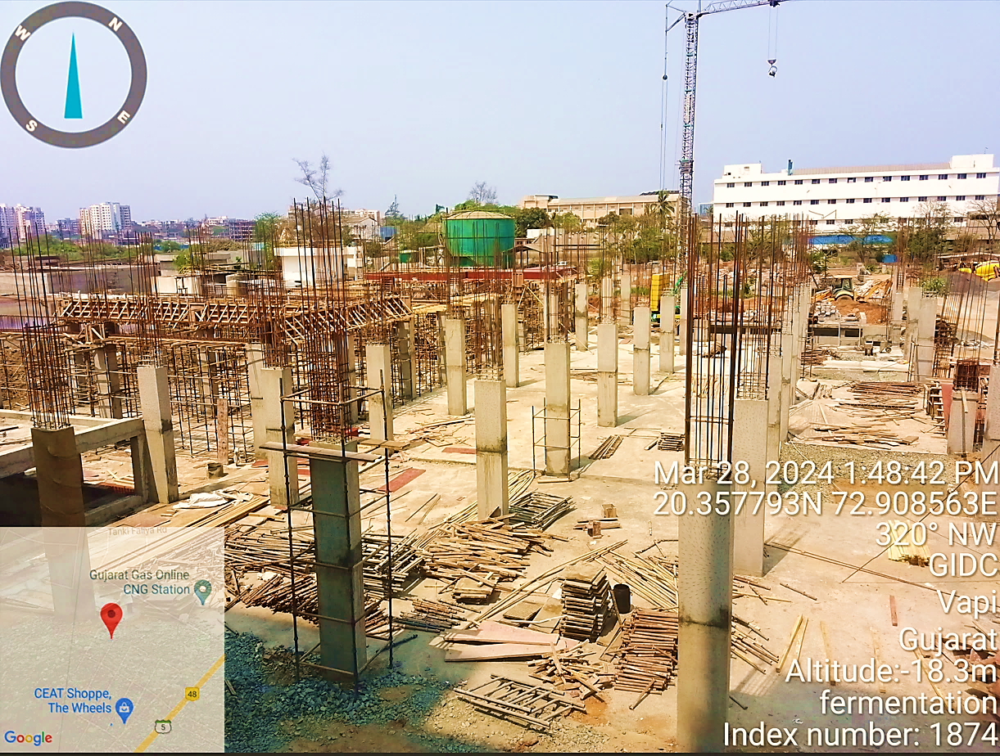 N
W
E
S
Mar 28, 2024 1:48:42 PM
20.357793N 72.908563E
320° NW
GIDC
Vapi
Gujarat
Altitude:-18.3m
fermentation
Index number: 1874
Tanki Faliya Rd
Gujarat Gas Online
CNG Station
CEAT Shoppe,
The Wheels
48
5
Google